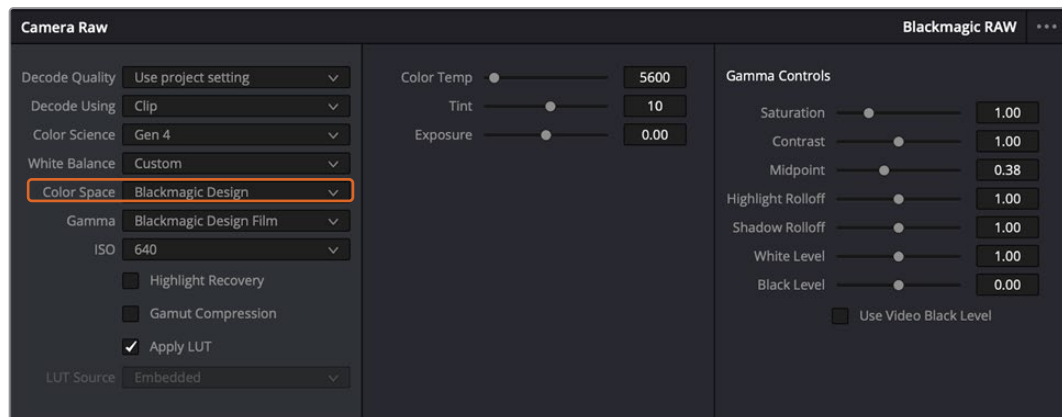 Camera Raw
Blackmagic RAW
Decode Quality Use project setting
Decode Using Clip
Color Science Gen 4
White Balance Custom
Color Space Blackmagic Design
Gamma Blackmagic Design Film
ISO 640
Highlight Recovery
Gamut Compression
Apply LUT
LUT Source Embedded
Color Temp 5600
Tint 10
Exposure 0.00
Gamma Controls
Saturation 1.00
Contrast 1.00
Midpoint 0.38
Highlight Rolloff 1.00
Shadow Rolloff 1.00
White Level 1.00
Black Level 0.00
Use Video Black Level